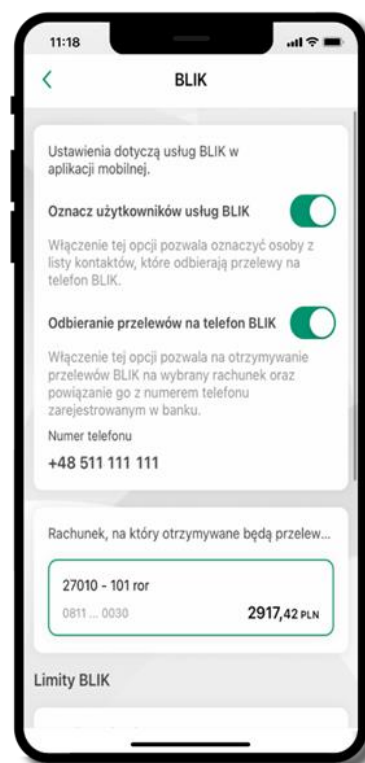 11:18
BLIK
Ustawienia dotyczą usług BLIK w
aplikacji mobilnej.
Oznacz użytkowników usług BLIK
Włączenie tej opcji pozwala oznaczyć osoby z
listy kontaktów, które odbierają przelewy na
telefon BLIK.
Odbieranie przelewów na telefon BLIK
Włączenie tej opcji pozwala na otrzymywanie
przelewów BLIK na wybrany rachunek oraz
powiązanie go z numerem telefonu
zarejestrowanym w banku.
Numer telefonu
+48 511 111 111
Rachunek, na który otrzymywane będą przelew...
27010 - 101 ror
0811 ... 0030 2917,42 PLN
Limity BLIK